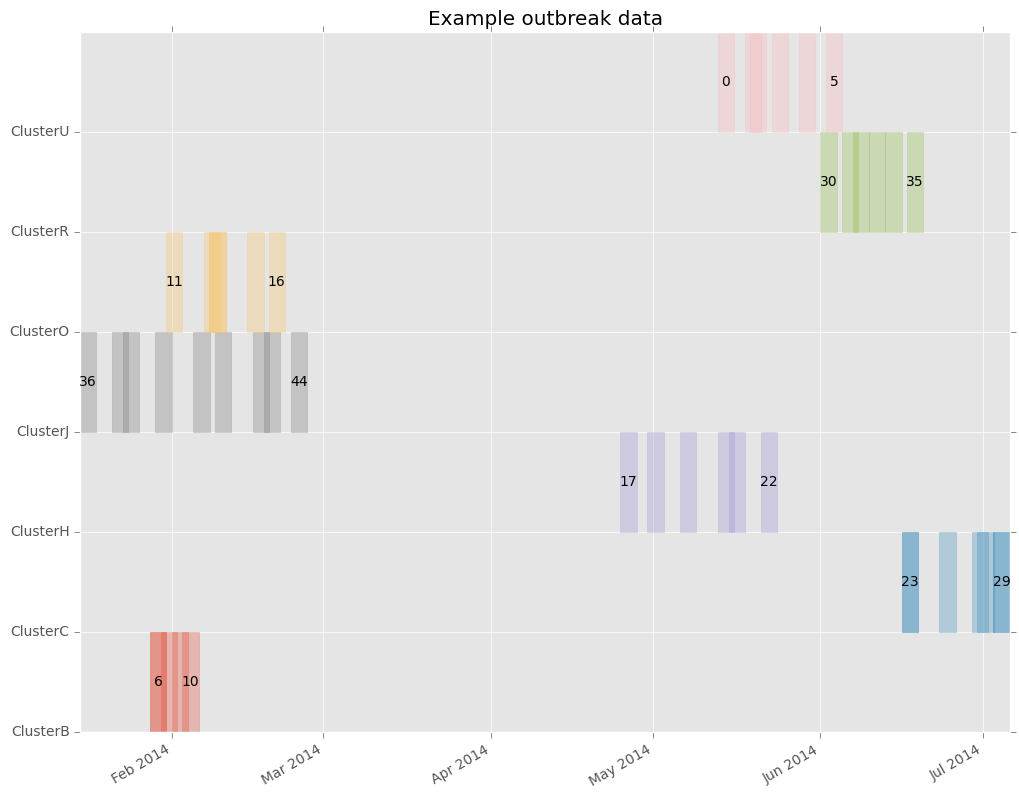 Example outbreak data
0 5
ClusterU
30 35
ClusterR
11 16
ClusterO
36 44
ClusterJ
17 22
ClusterH
23 29
ClusterC
6 10
ClusterB
Feb 2014 Mar 2014 Apr 2014 May 2014 Jun 2014 Jul 2014